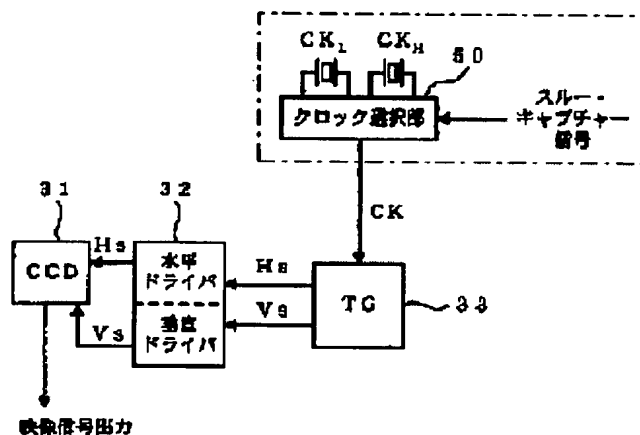 CKL CKH
50
クロック選択部
スルー・
キャプチャー
信号
CK
31
32
CCD
Hs
水平
ドライバ
垂直
ドライバ
Hs
Vs
Vs
TG
33
映像信号出力